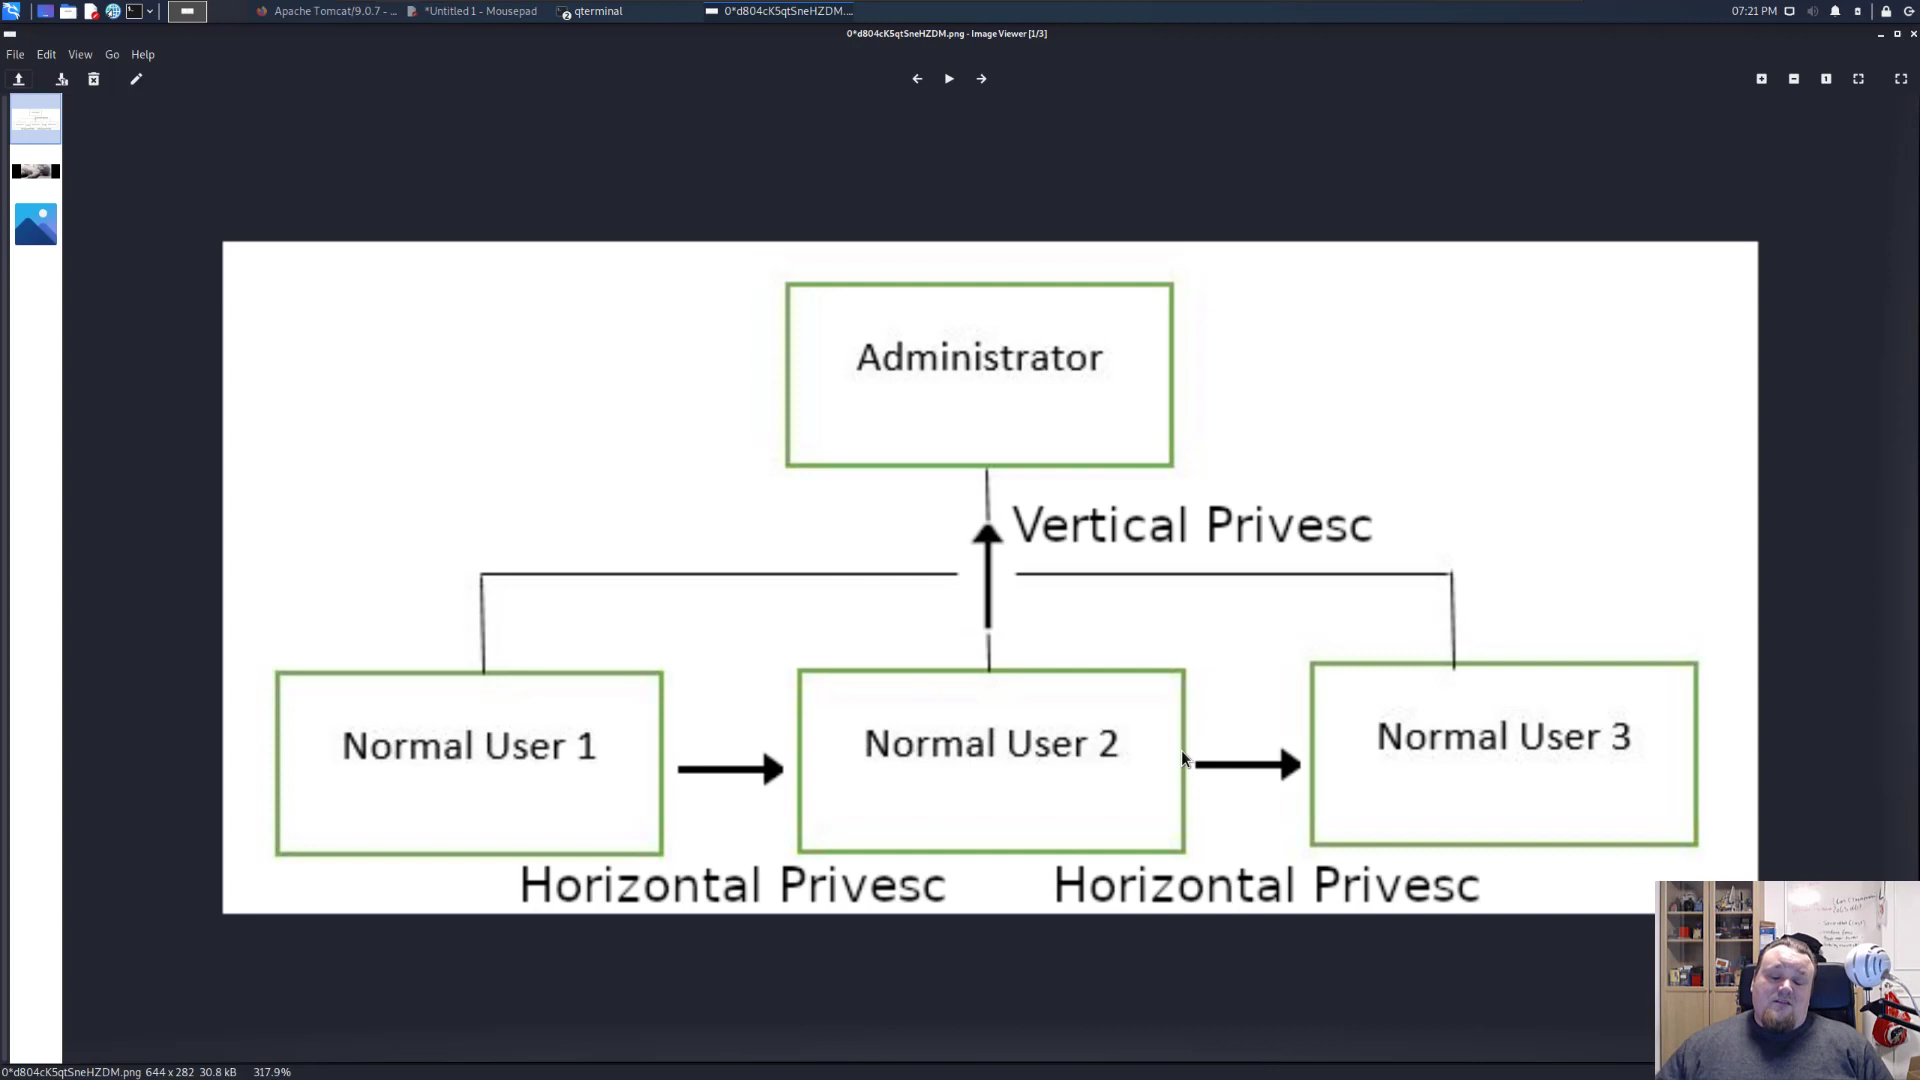 Apache Tomcat/9.0.7 - ...
*Untitled 1 - Mousepad
qterminal
0*d804cK5qtSneHZDM....
07:21 PM
0*d804cK5qtSneHZDM.png - Image Viewer [1/3]
File Edit View Go Help
Administrator
Vertical Privesc
Normal User 1
Normal User 2
Normal User 3
Horizontal Privesc
Horizontal Privesc
0*d804cK5qtSneHZDM.png 644 x 282 30.8 kB 317.9%